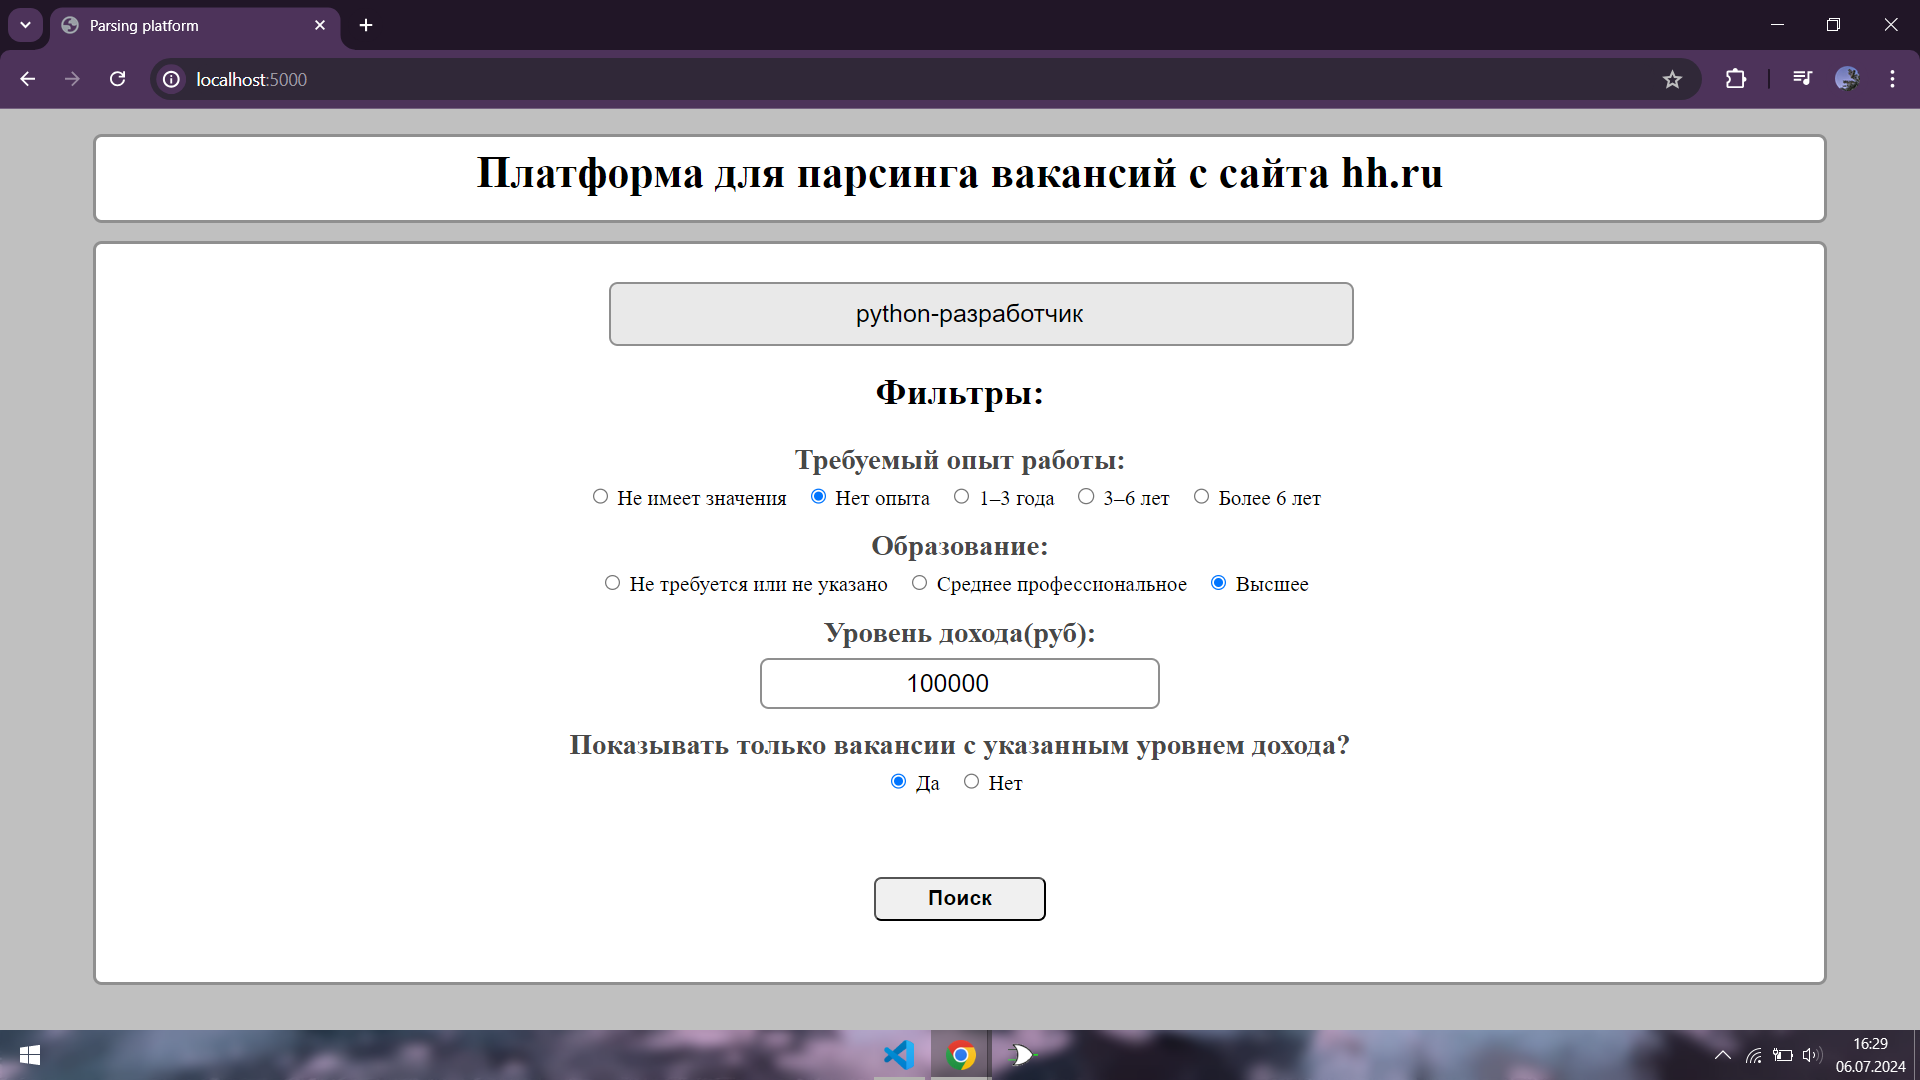 Parsing platform
localhost:5000
Платформа для парсинга вакансий с сайта hh.ru
python-разработчик
Фильтры:
Требуемый опыт работы:
Не имеет значения Нет опыта 1–3 года 3–6 лет Более 6 лет
Образование:
Не требуется или не указано Среднее профессиональное Высшее
Уровень дохода(руб):
100000
Показывать только вакансии с указанным уровнем дохода?
Да Нет
Поиск
16:29
06.07.2024